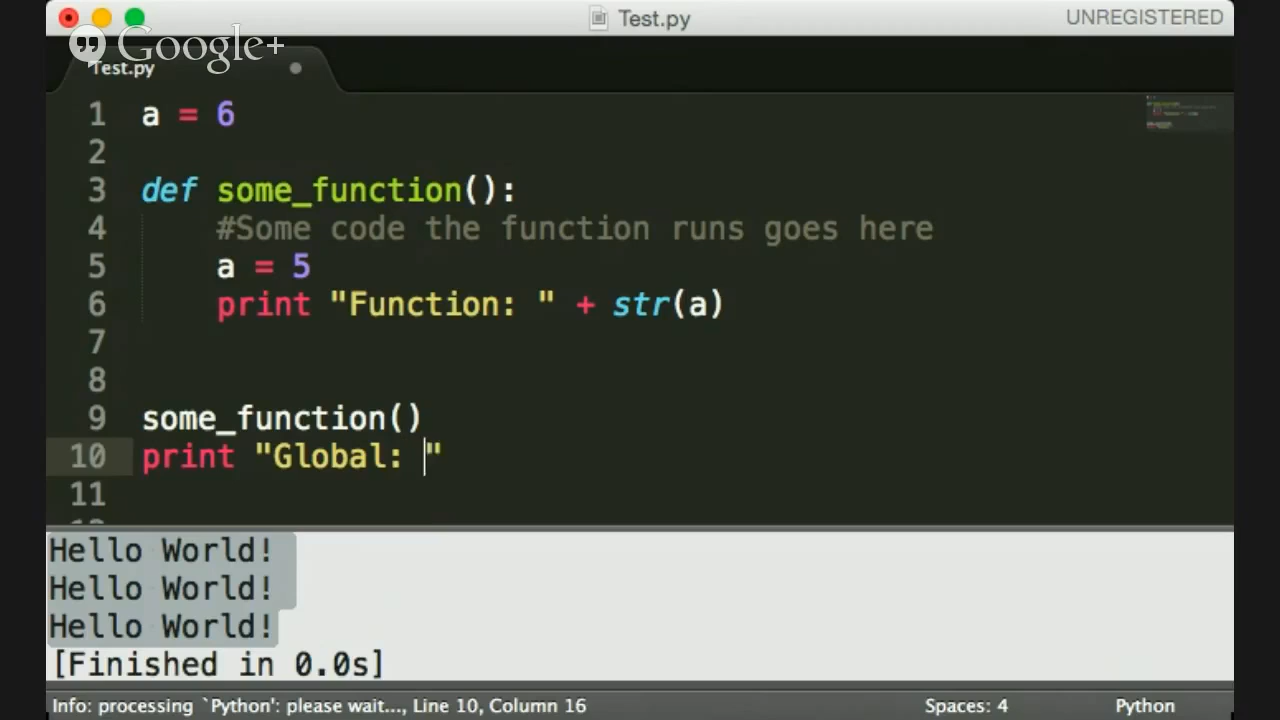 Test.py
UNREGISTERED
Google+
Test.py
1 a = 6
2
3 def some_function():
4 #Some code the function runs goes here
5 a = 5
6 print "Function: " + str(a)
7
8
9 some_function()
10 print "Global: "
11
Hello World!
Hello World!
Hello World!
[Finished in 0.0s]
Info: processing `Python': please wait..., Line 10, Column 16
Spaces: 4
Python